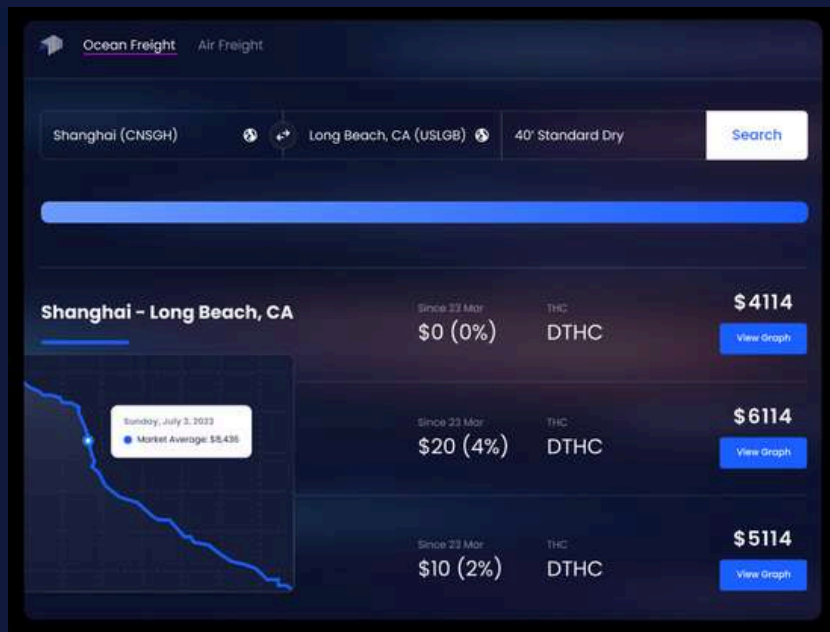 Ocean Freight Air Freight
Shanghai (CNSGH) Long Beach, CA (USLGB) 40' Standard Dry Search
Shanghai - Long Beach, CA
Since 23 Mar THC $4114
$0 (0%) DTHC View Graph
Sunday, July 3, 2022
Market Average: $8,436
Since 23 Mar THC $6114
$20 (4%) DTHC View Graph
Since 23 Mar THC $5114
$10 (2%) DTHC View Graph